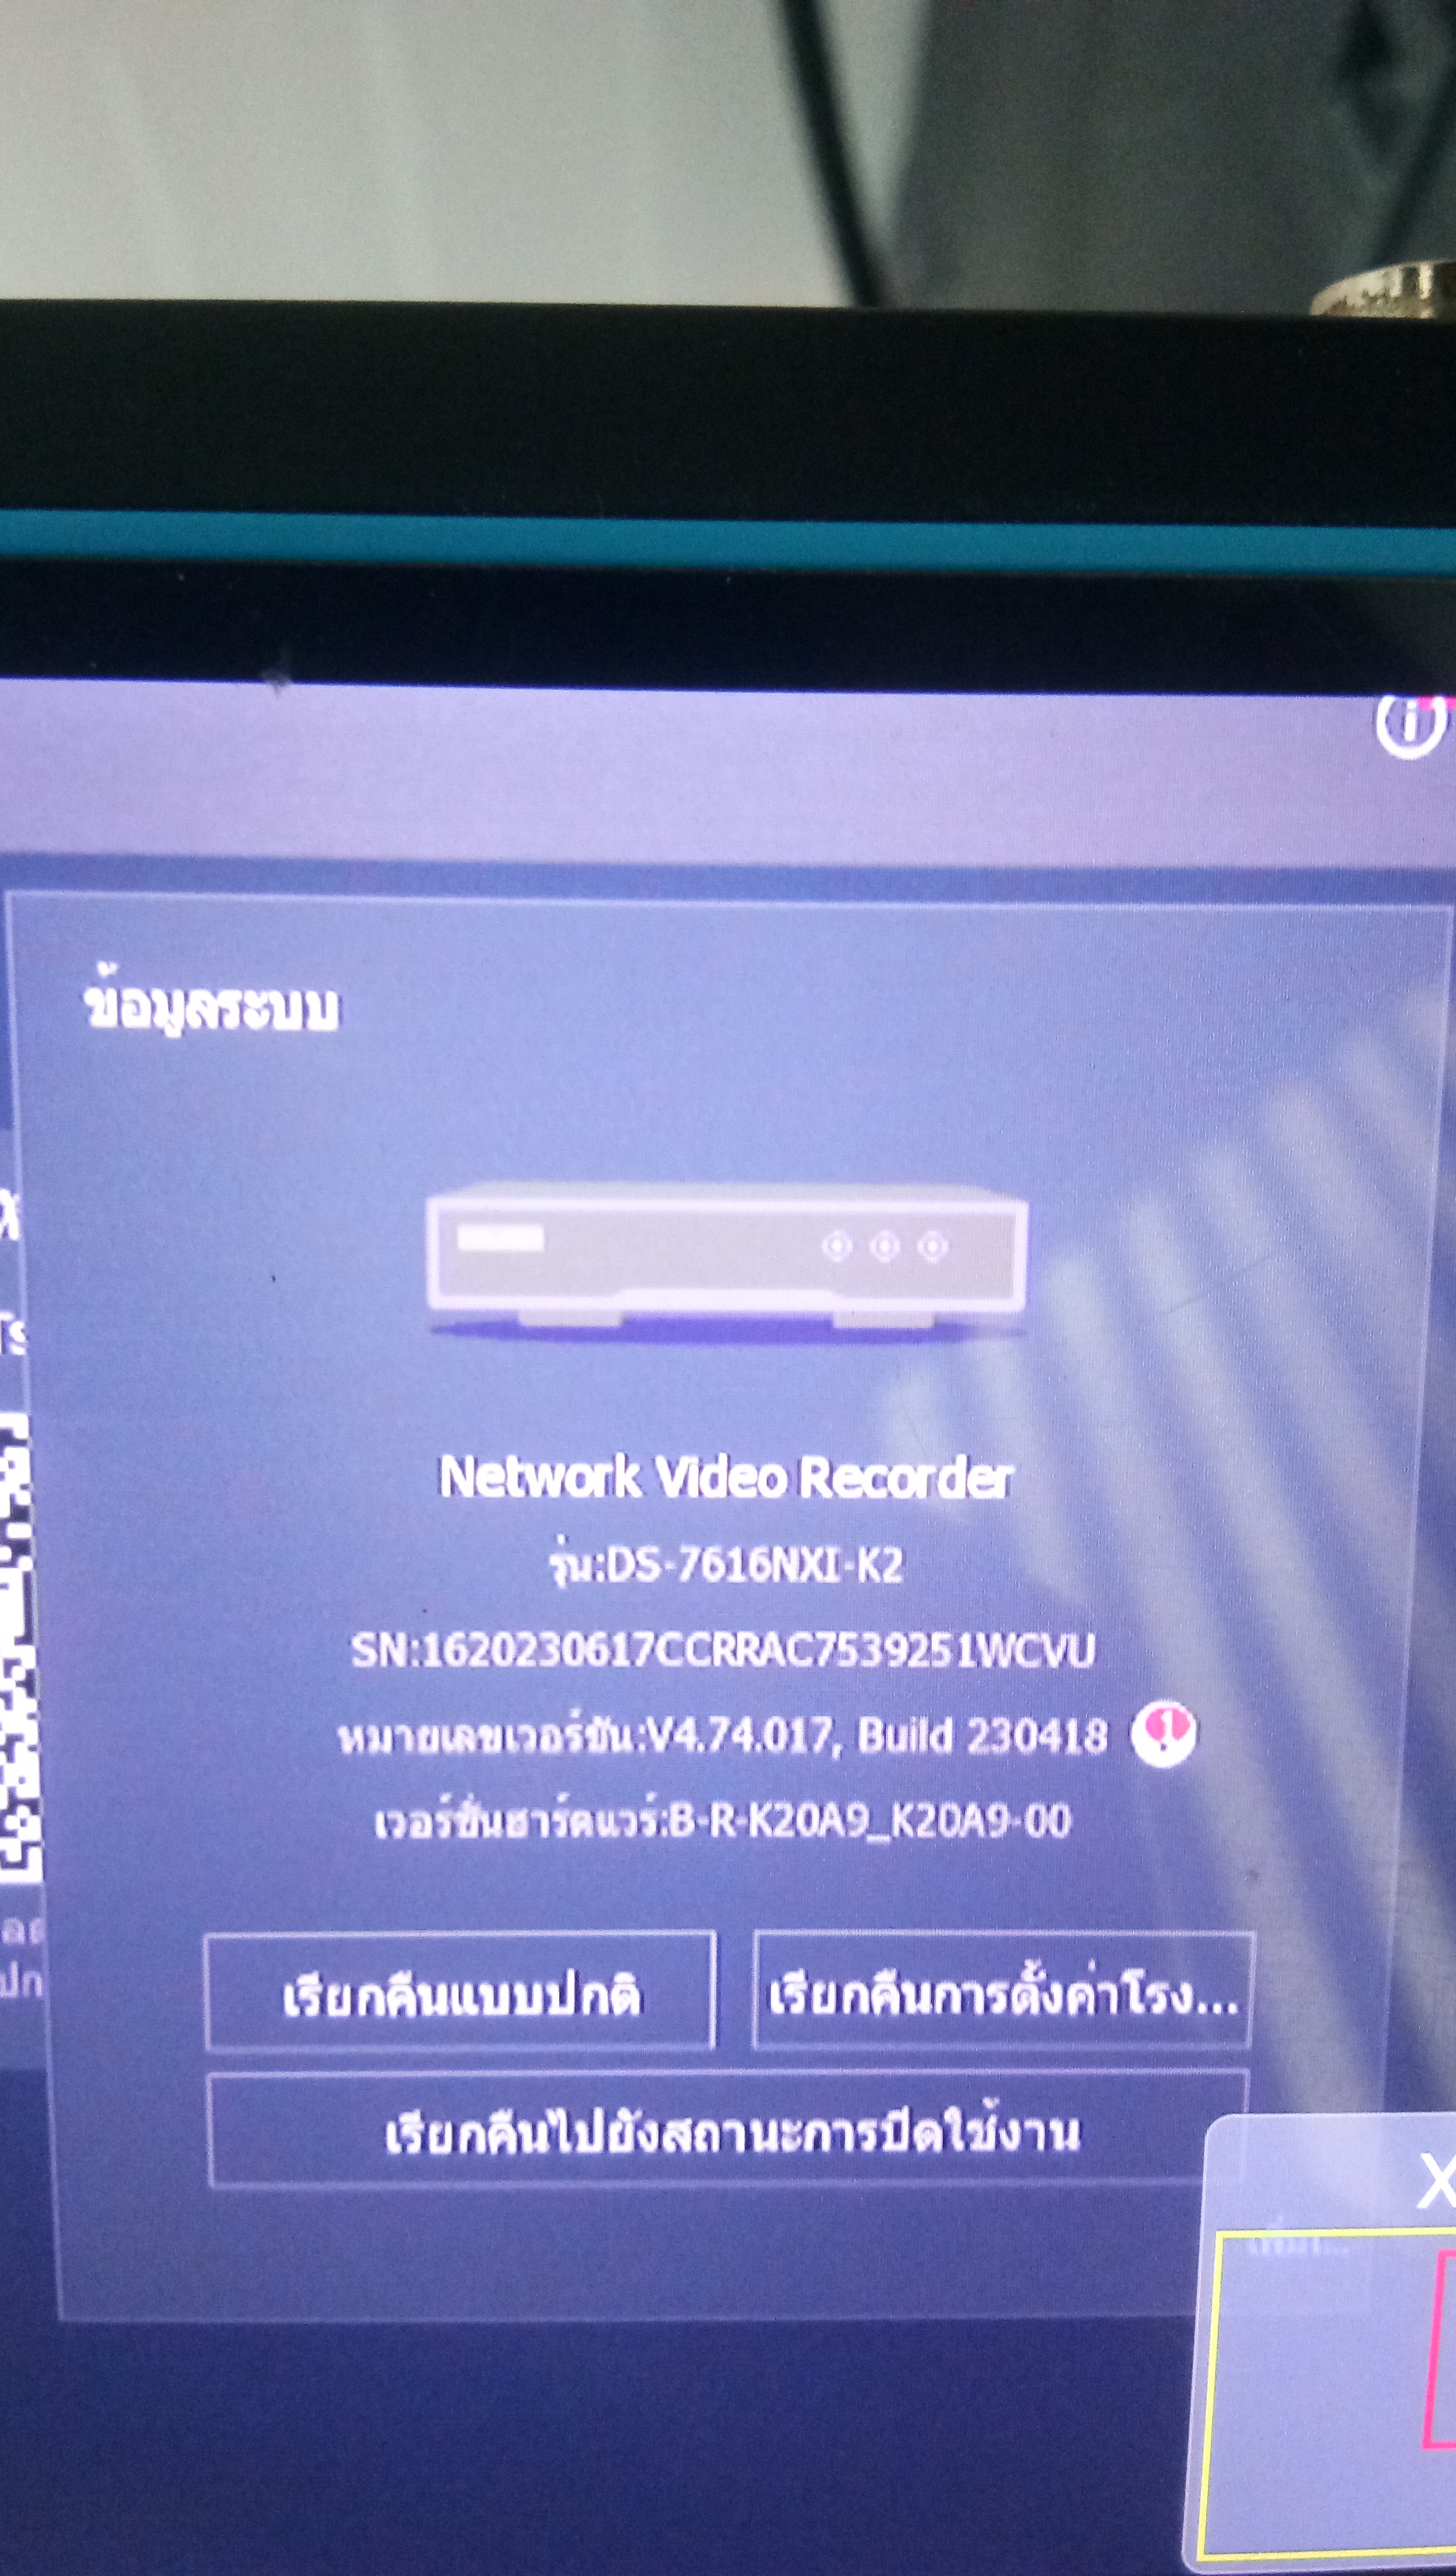 ข้อมูลระบบ
Network Video Recorder
รุ่น:DS-7616NXI-K2
SN:1620230617CCRRAC7539251WCVU
หมายเลขเวอร์ชัน:V4.74.017, Build 230418
เวอร์ชั่นฮาร์ดแวร์:B-R-K20A9_K20A9-00
เรียกคืนแบบปกติ
เรียกคืนการตั้งค่าโรง...
เรียกคืนไปยังสถานะการปิดใช้งาน
X